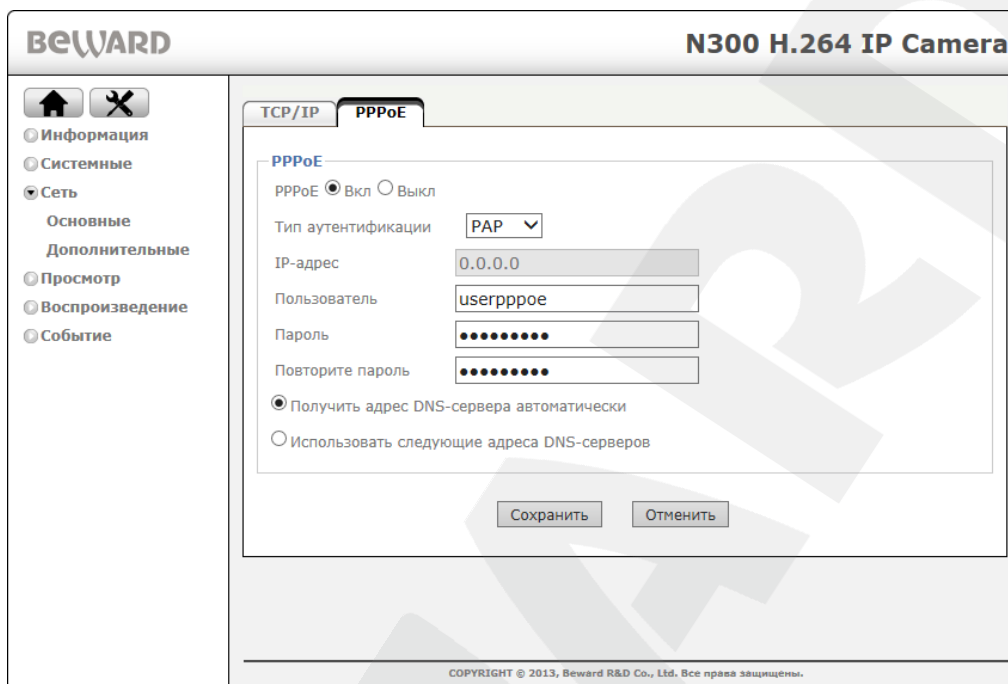 BEWARD
N300 H.264 IP Camera
Информация
Системные
Сеть
Основные
Дополнительные
Просмотр
Воспроизведение
Событие
TCP/IP PPPoE
PPPoE
PPPoE Вкл Выкл
Тип аутентификации PAP
IP-адрес 0.0.0.0
Пользователь userpppoe
Пароль •••••••••
Повторите пароль •••••••••
Получить адрес DNS-сервера автоматически
Использовать следующие адреса DNS-серверов
Сохранить Отменить
COPYRIGHT © 2013, Beward R&D Co., Ltd. Все права защищены.